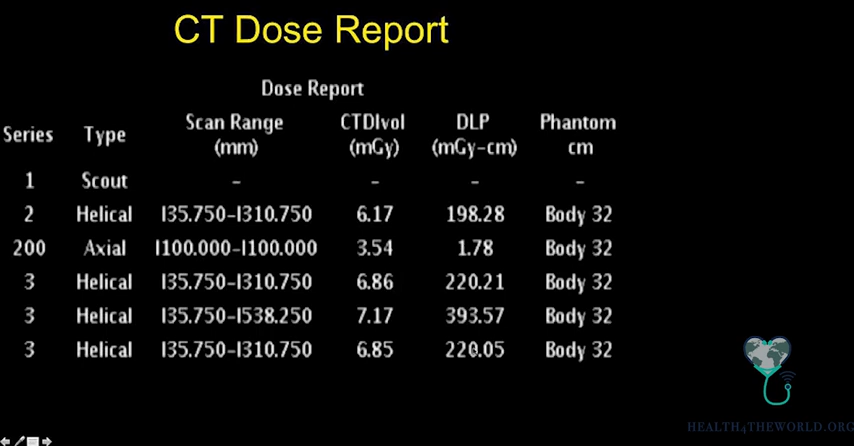 CT Dose Report
Dose Report
Series Type Scan Range (mm) CTDIvol (mGy) DLP (mGy-cm) Phantom cm
1 Scout - - - -
2 Helical I35.750-I310.750 6.17 198.28 Body 32
200 Axial I100.000-I100.000 3.54 1.78 Body 32
3 Helical I35.750-I310.750 6.86 220.21 Body 32
3 Helical I35.750-I538.250 7.17 393.57 Body 32
3 Helical I35.750-I310.750 6.85 220.05 Body 32
HEALTH4THEWORLD.ORG